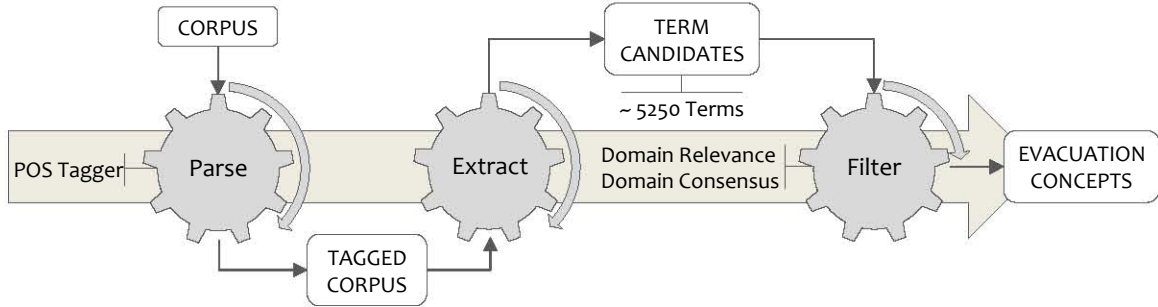 CORPUS
POS Tagger
Parse
TAGGED
CORPUS
Extract
TERM
CANDIDATES
~ 5250 Terms
Domain Relevance
Domain Consensus
Filter
EVACUATION
CONCEPTS